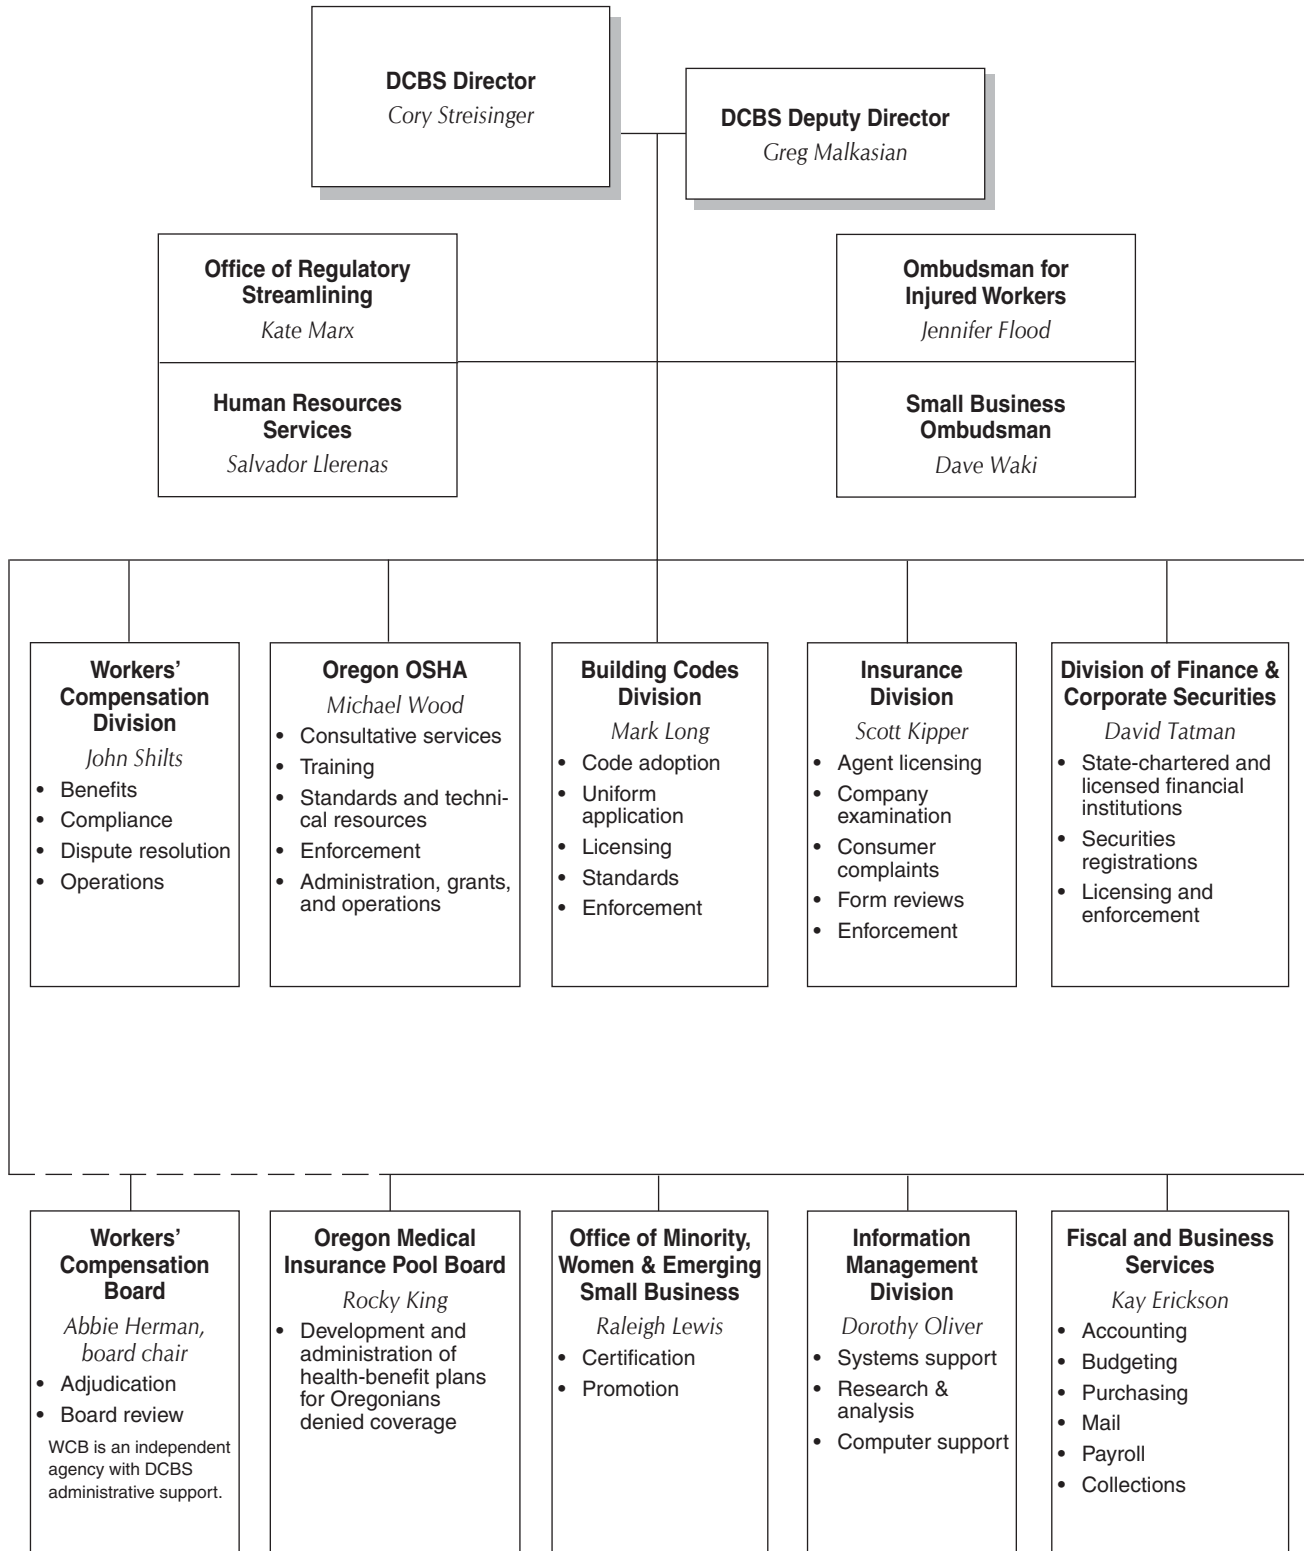 DCBS Director
Cory Streisinger
DCBS Deputy Director
Greg Malkasian
Office of Regulatory
Streamlining
Kate Marx
Human Resources
Services
Salvador Llerenas
Ombudsman for
Injured Workers
Jennifer Flood
Small Business
Ombudsman
Dave Waki
Workers'
Compensation
Division
John Shilts
• Benefits
• Compliance
• Dispute resolution
• Operations
Oregon OSHA
Michael Wood
• Consultative services
• Training
• Standards and techni-
cal resources
• Enforcement
• Administration, grants,
and operations
Building Codes
Division
Mark Long
• Code adoption
• Uniform
application
• Licensing
• Standards
• Enforcement
Insurance
Division
Scott Kipper
• Agent licensing
• Company
examination
• Consumer
complaints
• Form reviews
• Enforcement
Division of Finance &
Corporate Securities
David Tatman
• State-chartered and
licensed financial
institutions
• Securities
registrations
• Licensing and
enforcement
Workers'
Compensation
Board
Abbie Herman,
board chair
• Adjudication
• Board review
WCB is an independent
agency with DCBS
administrative support.
Oregon Medical
Insurance Pool Board
Rocky King
• Development and
administration of
health-benefit plans
for Oregonians
denied coverage
Office of Minority,
Women & Emerging
Small Business
Raleigh Lewis
• Certification
• Promotion
Information
Management
Division
Dorothy Oliver
• Systems support
• Research &
analysis
• Computer support
Fiscal and Business
Services
Kay Erickson
• Accounting
• Budgeting
• Purchasing
• Mail
• Payroll
• Collections